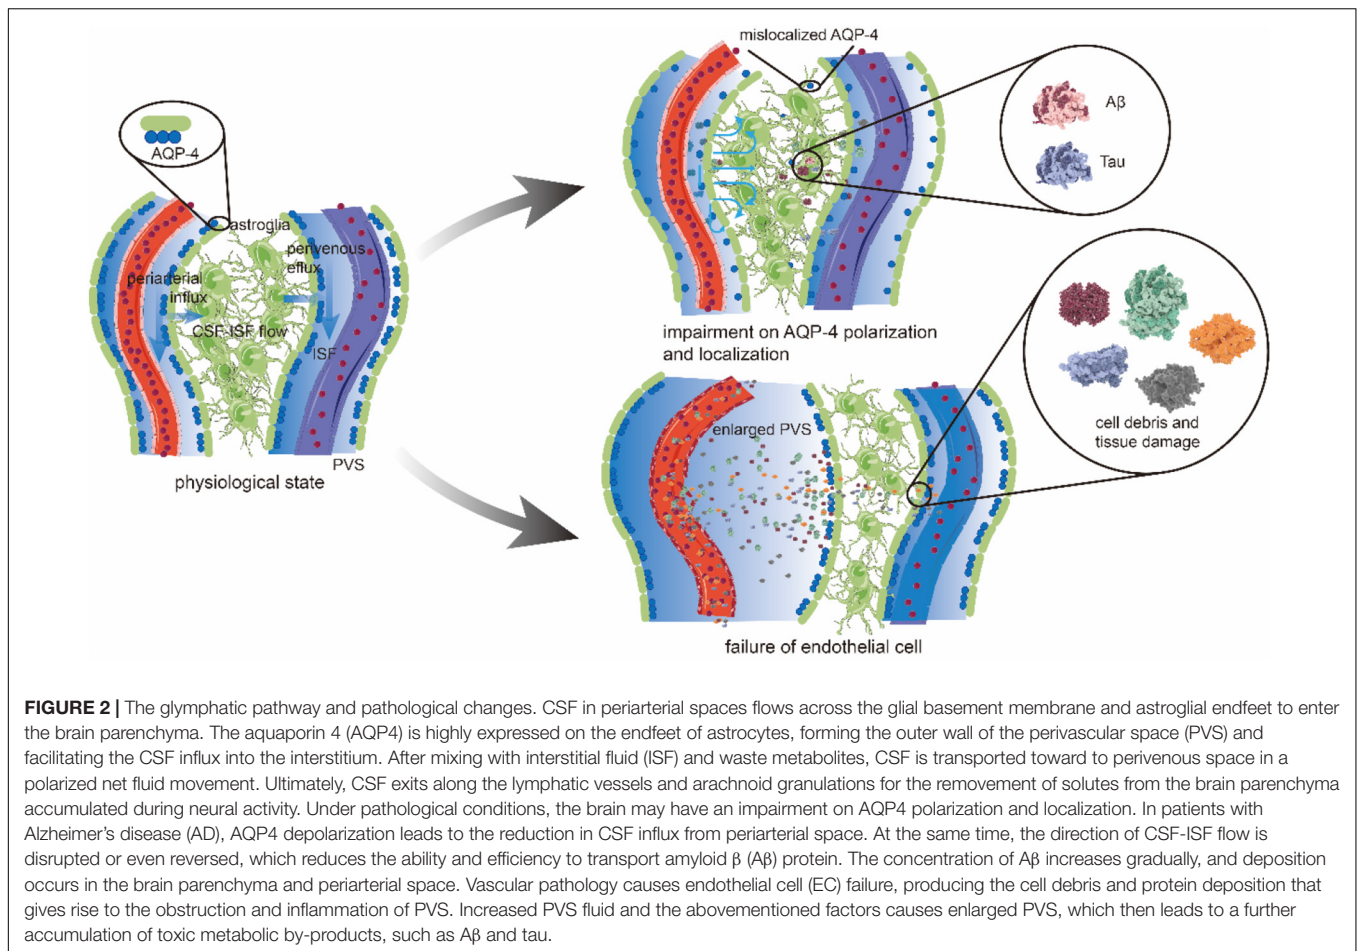 mislocalized AQP-4
Aβ
Tau
AQP-4
astroglia
perivenous
eflux
periarterial
influx
CSF-ISF flow
ISF
PVS
physiological state
impairment on AQP-4 polarization
and localization
enlarged PVS
cell debris and
tissue damage
failure of endothelial cell
FIGURE 2 | The glymphatic pathway and pathological changes. CSF in periarterial spaces flows across the glial basement membrane and astroglial endfeet to enter
the brain parenchyma. The aquaporin 4 (AQP4) is highly expressed on the endfeet of astrocytes, forming the outer wall of the perivascular space (PVS) and
facilitating the CSF influx into the interstitium. After mixing with interstitial fluid (ISF) and waste metabolites, CSF is transported toward to perivenous space in a
polarized net fluid movement. Ultimately, CSF exits along the lymphatic vessels and arachnoid granulations for the removement of solutes from the brain parenchyma
accumulated during neural activity. Under pathological conditions, the brain may have an impairment on AQP4 polarization and localization. In patients with
Alzheimer's disease (AD), AQP4 depolarization leads to the reduction in CSF influx from periarterial space. At the same time, the direction of CSF-ISF flow is
disrupted or even reversed, which reduces the ability and efficiency to transport amyloid β (Aβ) protein. The concentration of Aβ increases gradually, and deposition
occurs in the brain parenchyma and periarterial space. Vascular pathology causes endothelial cell (EC) failure, producing the cell debris and protein deposition that
gives rise to the obstruction and inflammation of PVS. Increased PVS fluid and the abovementioned factors causes enlarged PVS, which then leads to a further
accumulation of toxic metabolic by-products, such as Aβ and tau.